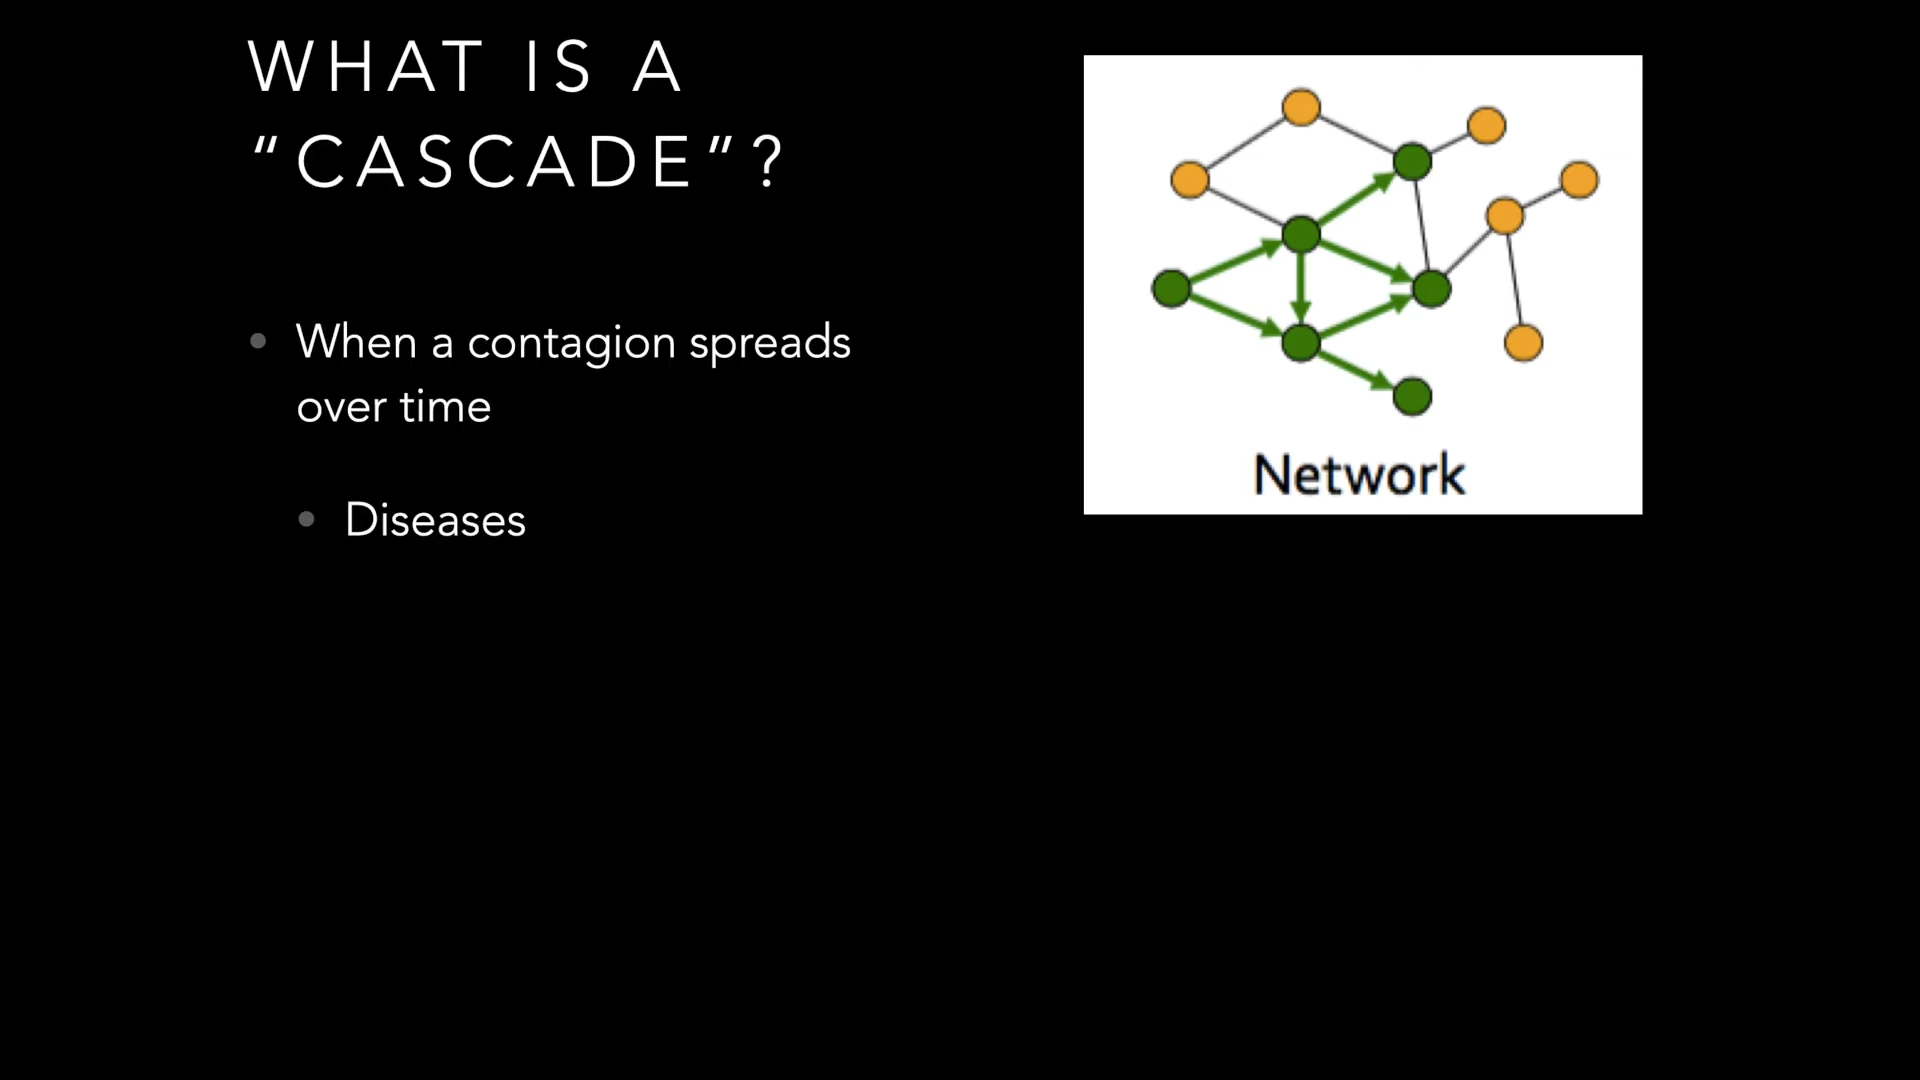 WHAT IS A
“CASCADE”?
• When a contagion spreads
over time
• Diseases
Network